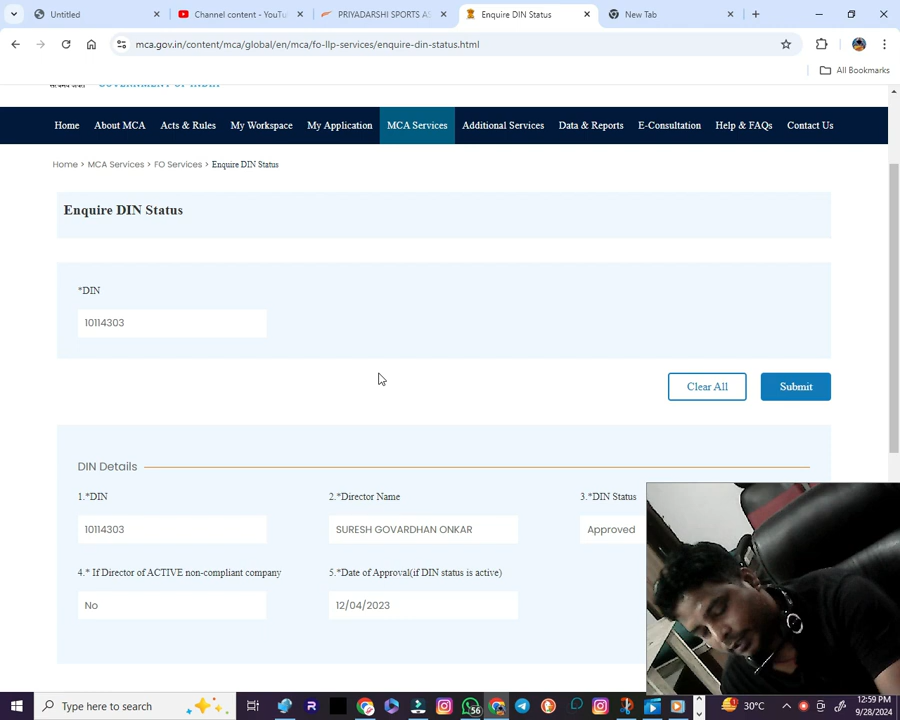 Untitled
Channel content - YouTu
PRIYADARSHI SPORTS AS
Enquire DIN Status
New Tab
mca.gov.in/content/mca/global/en/mca/fo-llp-services/enquire-din-status.html
All Bookmarks
GOVERNMENT OF INDIA
Home
About MCA
Acts & Rules
My Workspace
My Application
MCA Services
Additional Services
Data & Reports
E-Consultation
Help & FAQs
Contact Us
Home > MCA Services > FO Services > Enquire DIN Status
Enquire DIN Status
*DIN
10114303
Clear All
Submit
DIN Details
1.*DIN
2.*Director Name
3.*DIN Status
10114303
SURESH GOVARDHAN ONKAR
Approved
4.* If Director of ACTIVE non-compliant company
5.*Date of Approval(if DIN status is active)
No
12/04/2023
Type here to search
56
30°C
12:59 PM
9/28/2024